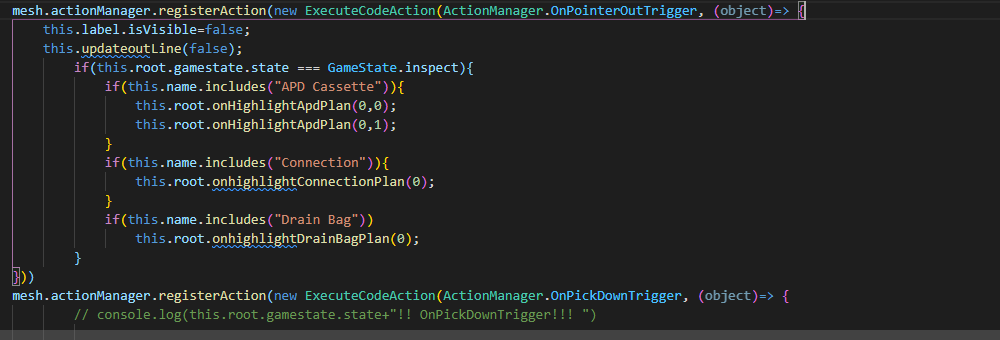 mesh.actionManager.registerAction(new ExecuteCodeAction(ActionManager.OnPointerOutTrigger, (object)=> {
this.label.isVisible=false;
this.updateoutLine(false);
if(this.root.gamestate.state === GameState.inspect){
if(this.name.includes("APD Cassette")){
this.root.onHighlightApdPlan(0,0);
this.root.onHighlightApdPlan(0,1);
}
if(this.name.includes("Connection")){
this.root.onhighlightConnectionPlan(0);
}
if(this.name.includes("Drain Bag"))
this.root.onhighlightDrainBagPlan(0);
}
}))
mesh.actionManager.registerAction(new ExecuteCodeAction(ActionManager.OnPickDownTrigger, (object)=> {
// console.log(this.root.gamestate.state+"!! OnPickDownTrigger!!! ")